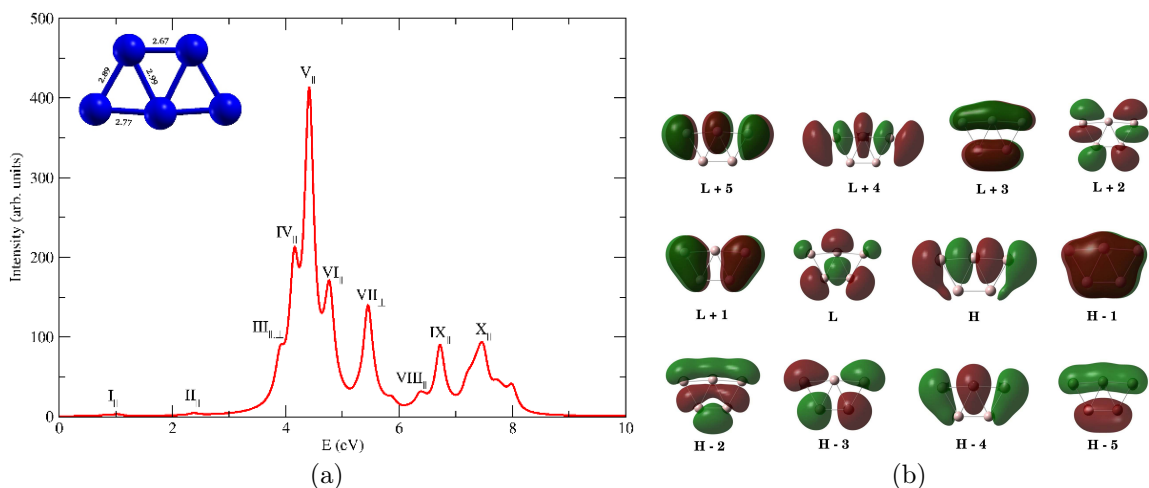 500
400
300
200
100
0
Intensity (arb. units)
0 2 4 6 8 10
E (eV)
2.67
2.89
2.99
2.77
I∥
II∥
III∥,⊥
IV∥
V∥
VI∥
VII⊥
VIII∥
IX∥
X∥
(a)
L + 5 L + 4 L + 3 L + 2
L + 1 L H H - 1
H - 2 H - 3 H - 4 H - 5
(b)